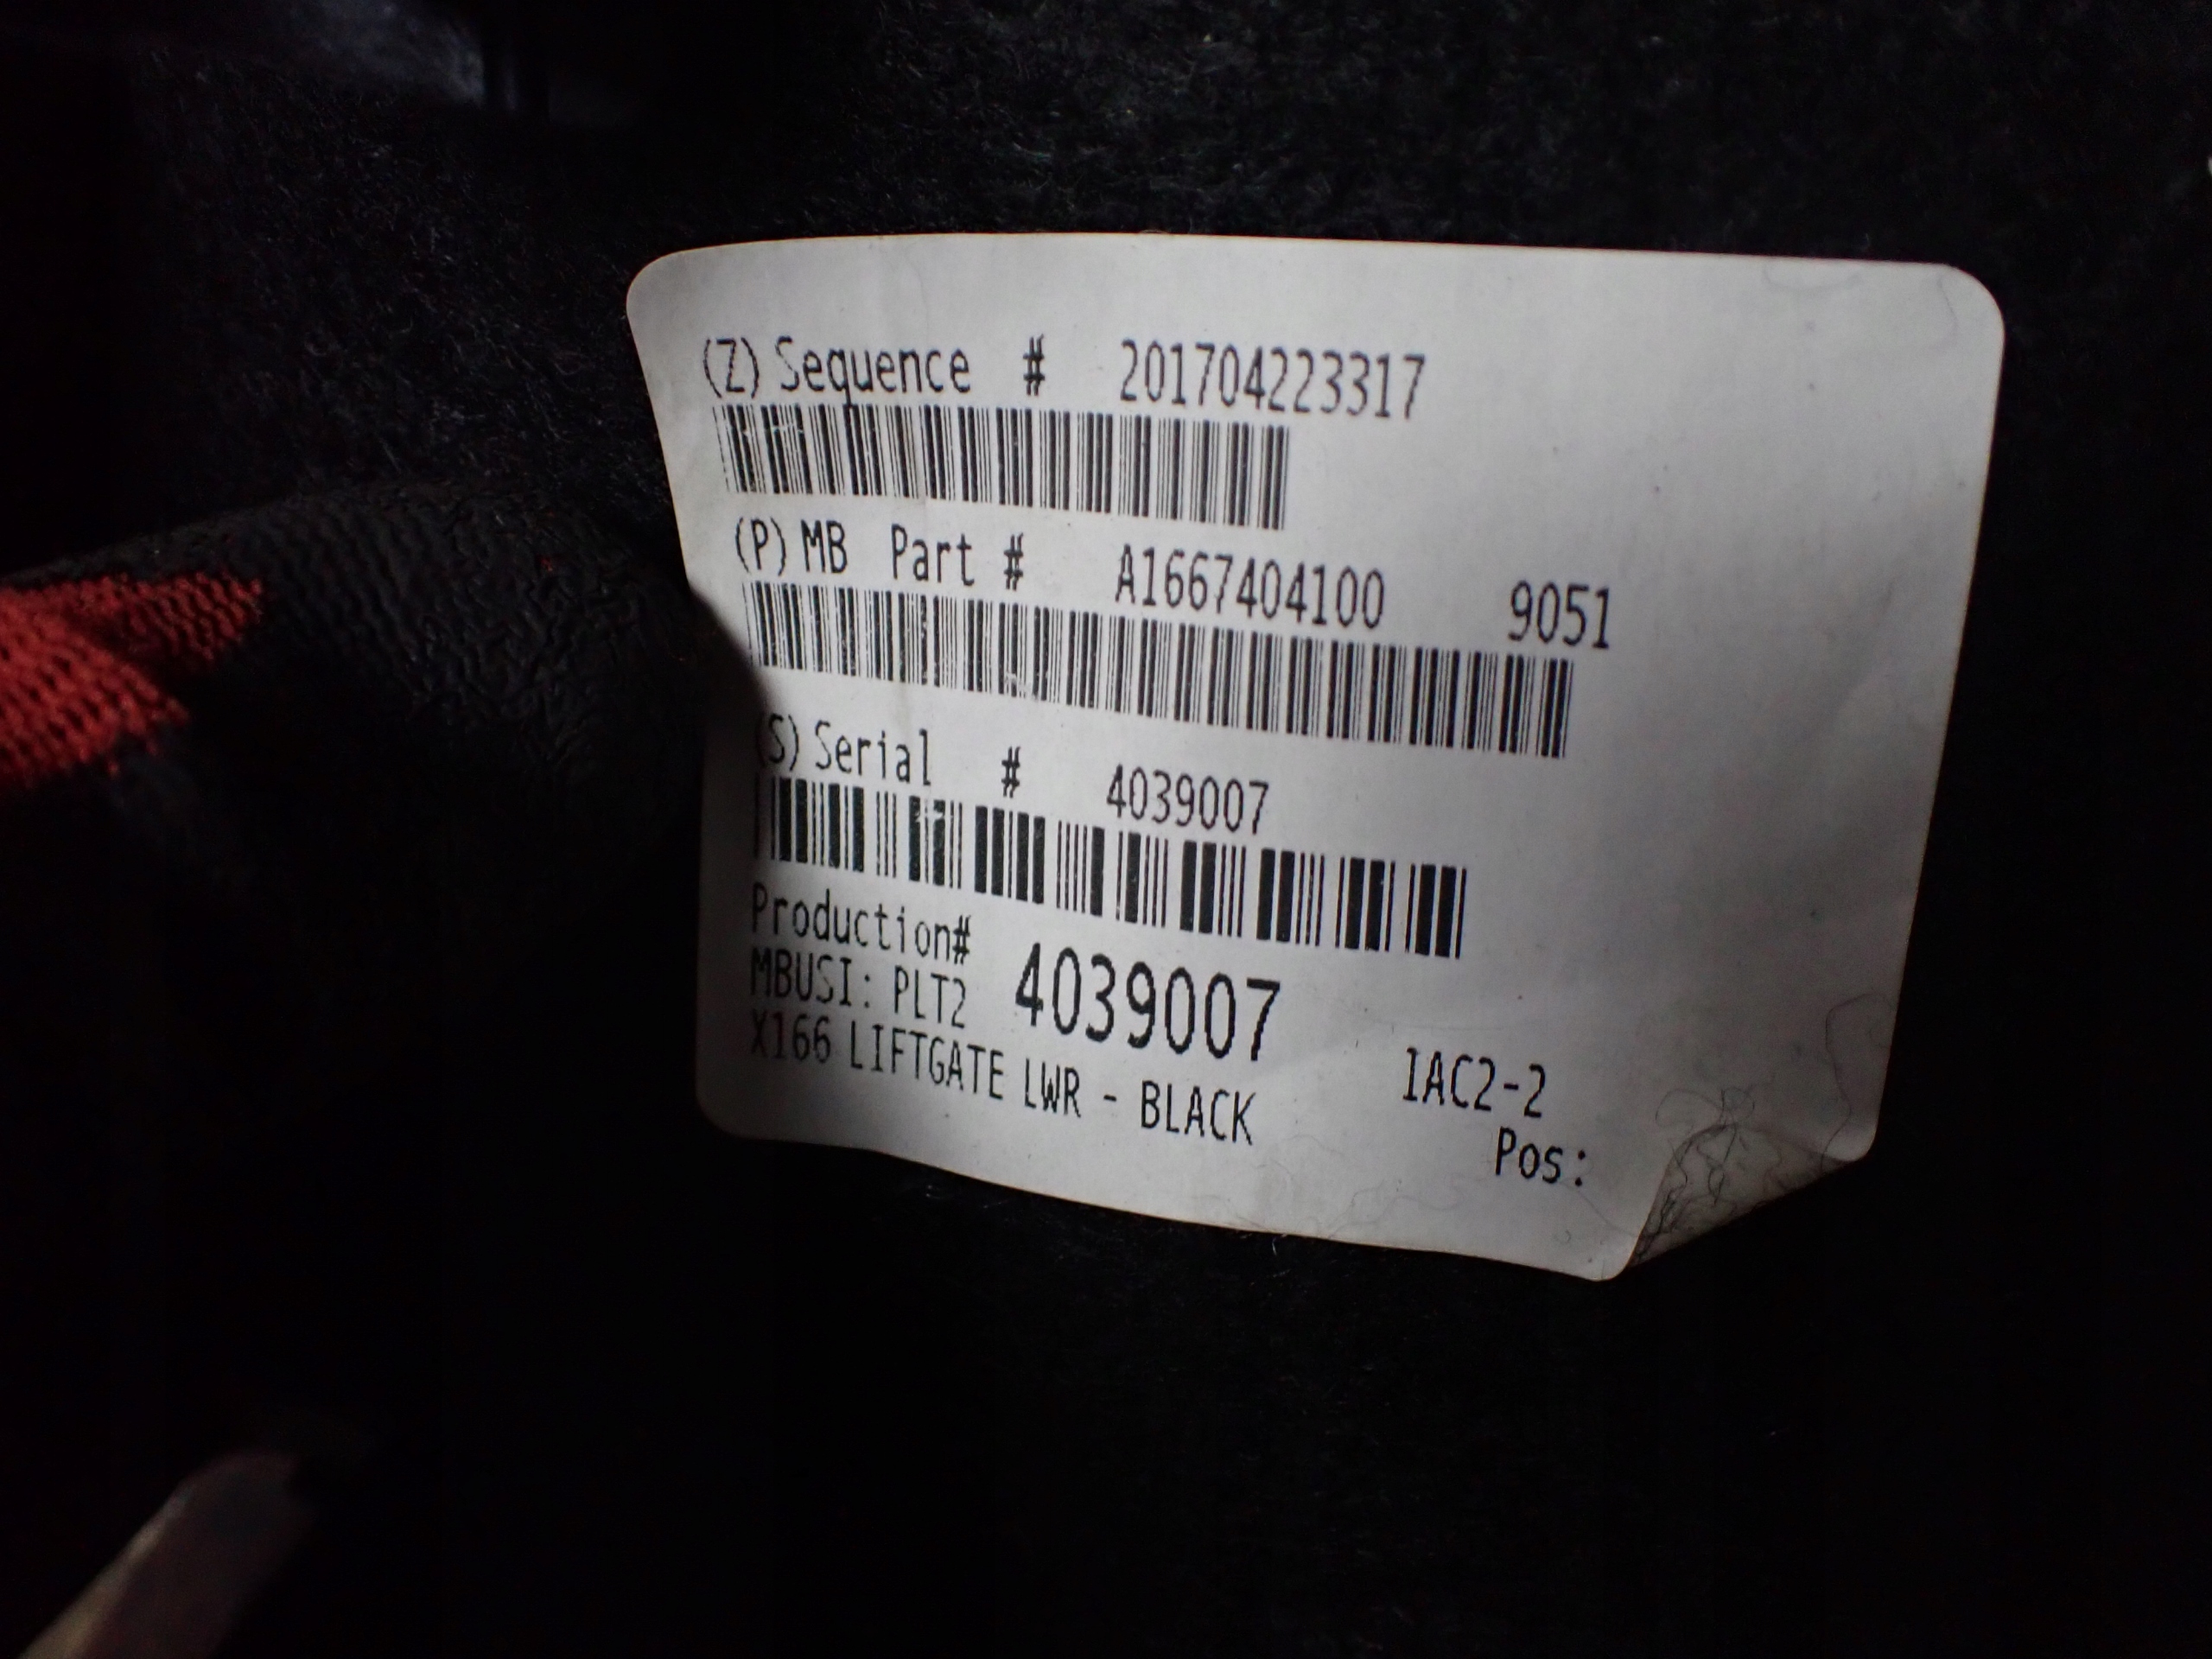 (Z) Sequence # 201704223317
(P) MB Part # A1667404100 9051
(S) Serial # 4039007
Production#
MBUSI: PLT2 4039007
X166 LIFTGATE LWR - BLACK
IAC2-2
Pos: